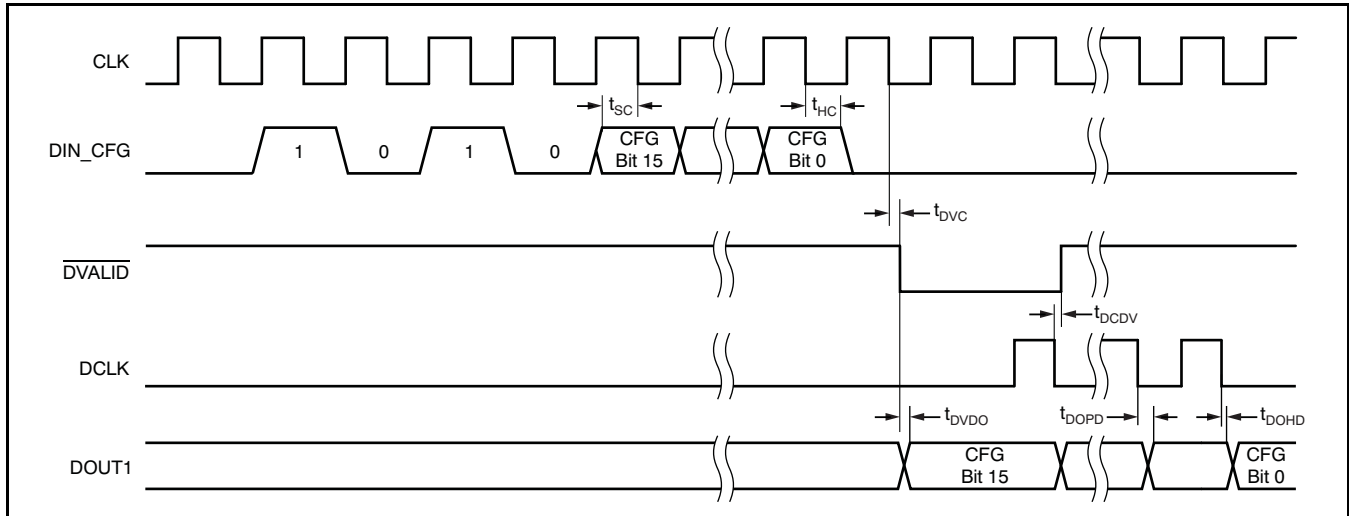 CLK
tSC
tHC
DIN_CFG
1
0
1
0
CFG
Bit 15
CFG
Bit 0
tDVC
DVALID
tDCDV
DCLK
tDVDO
tDOPD
tDOHD
DOUT1
CFG
Bit 15
CFG
Bit 0